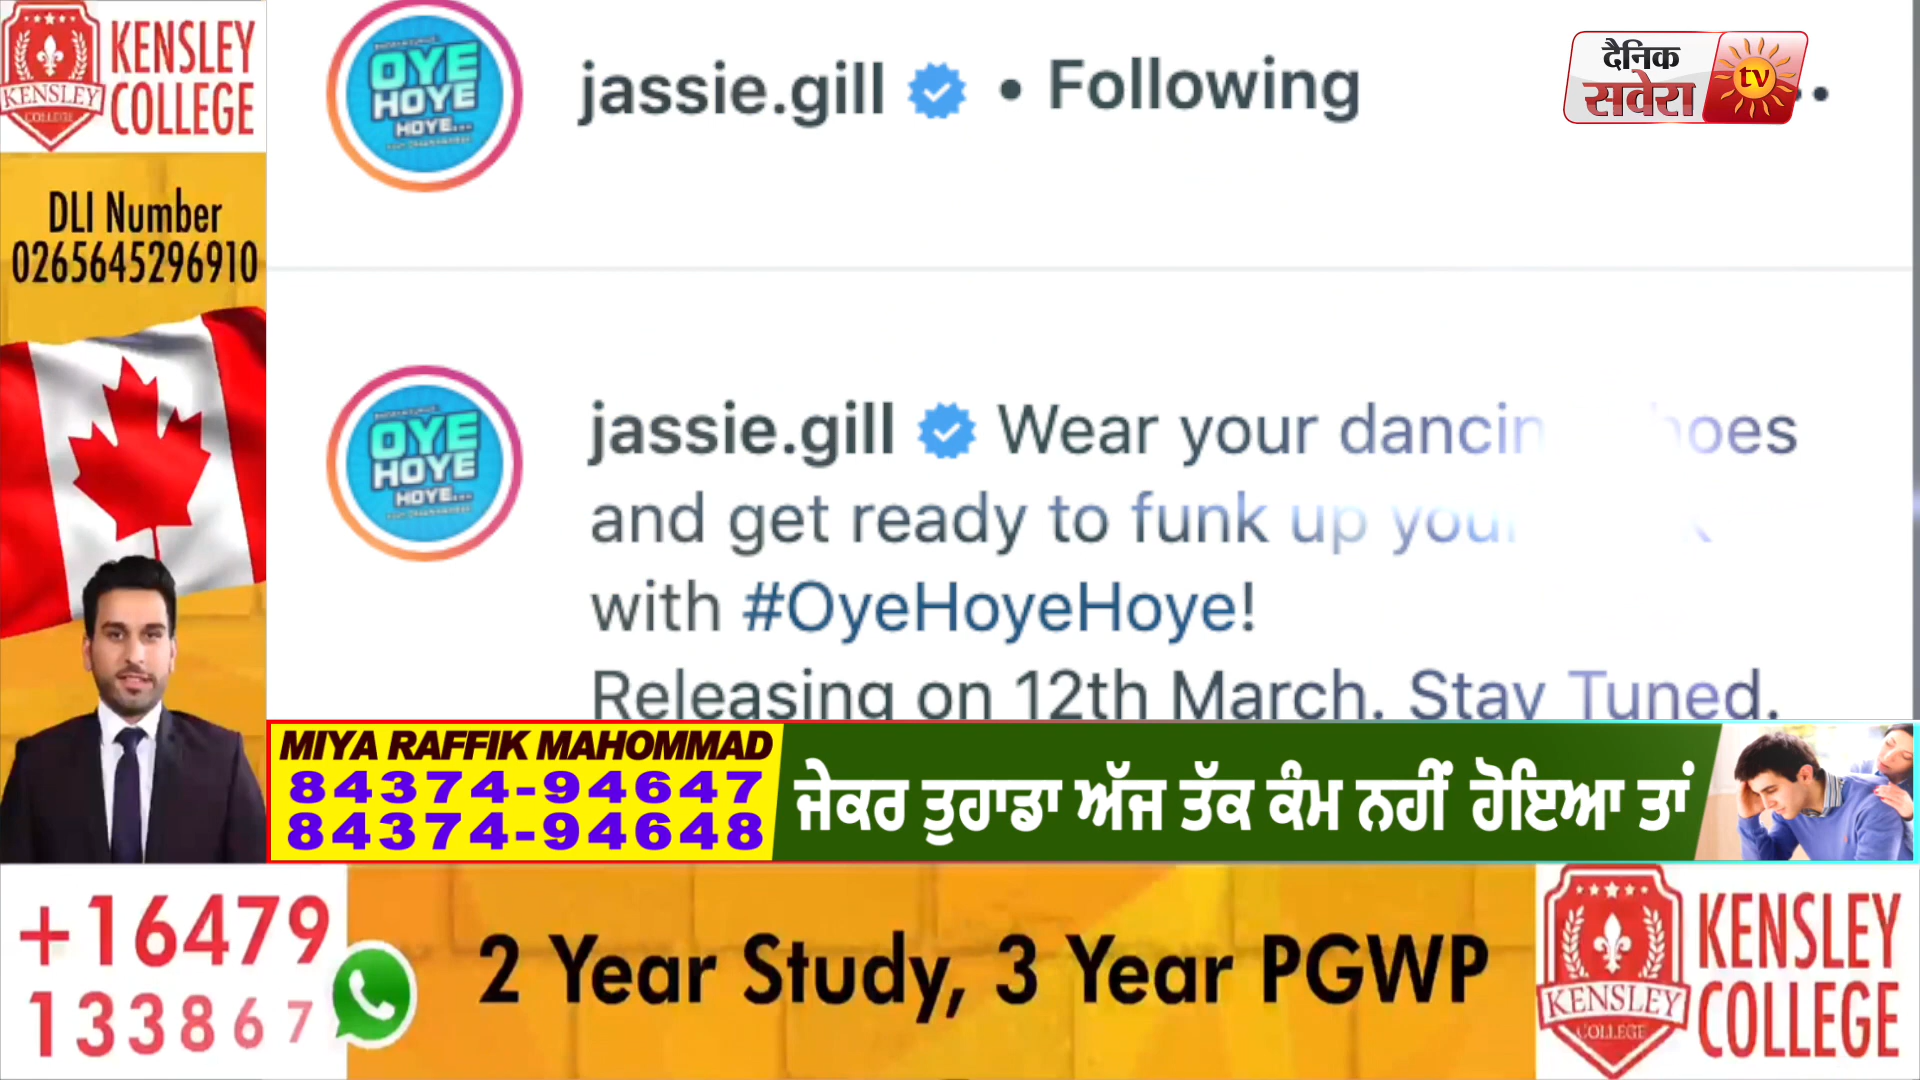 KENSLEY
COLLEGE
KENSLEY
COLLEGE
DLI Number
0265645296910
OYE
HOYE
HOYE...
jassie.gill • Following
दैनिक
सवेरा
tv
OYE
HOYE
HOYE...
jassie.gill Wear your
and get ready to funk up
with #OyeHoyeHoye!
Releasing on 12th March. Stay Tuned.
MIYA RAFFIK MAHOMMAD
84374-94647
84374-94648
ਜੇਕਰ ਤੁਹਾਡਾ ਅੱਜ ਤੱਕ ਕੰਮ ਨਹੀਂ ਹੋਇਆ ਤਾਂ
+16479
133867
2 Year Study, 3 Year PGWP
KENSLEY
COLLEGE
KENSLEY
COLLEGE